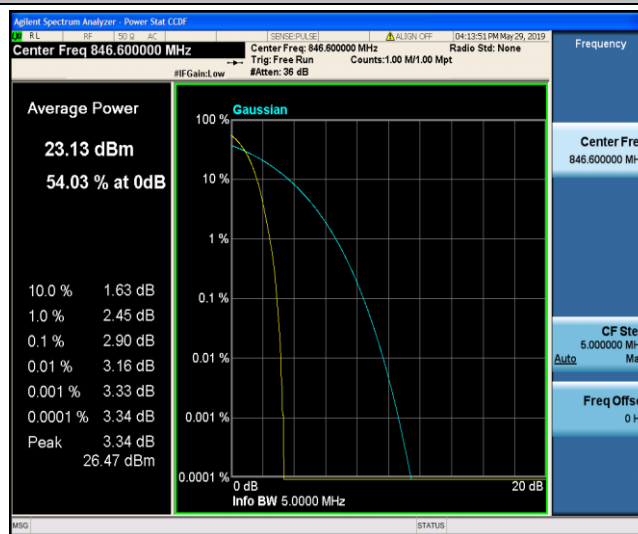 Agilent Spectrum Analyzer - Power Stat CCDF
RL RF 50 Ω AC SENSE:PULSE ALIGN OFF 04:13:51 PM May 29, 2019
Center Freq 846.600000 MHz
Center Freq: 846.600000 MHz Radio Std: None
Trig: Free Run Counts:1.00 M/1.00 Mpt
#IFGain:Low #Atten: 36 dB
Frequency
Average Power
23.13 dBm
54.03 % at 0dB
10.0 % 1.63 dB
1.0 % 2.45 dB
0.1 % 2.90 dB
0.01 % 3.16 dB
0.001 % 3.33 dB
0.0001 % 3.34 dB
Peak 3.34 dB
26.47 dBm
Gaussian
100 %
10 %
1 %
0.1 %
0.01 %
0.001 %
0.0001 %
0 dB 20 dB
Info BW 5.0000 MHz
Center Fre
846.600000 MH
CF Ste
5.000000 MH
Auto Ma
Freq Offse
0 H
MSG STATUS